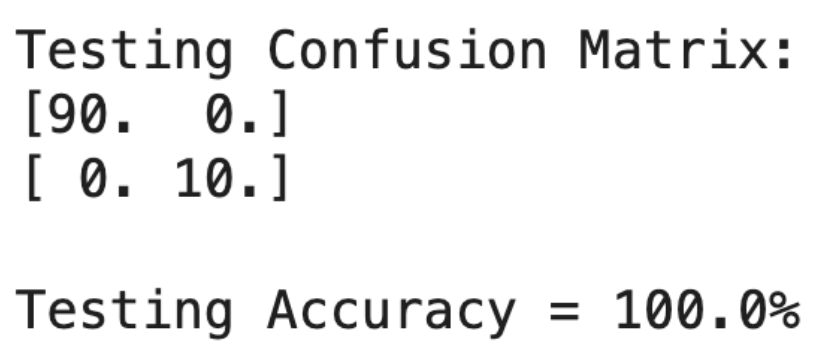 Testing Confusion Matrix:
[90.  0.]
[ 0. 10.]
Testing Accuracy = 100.0%